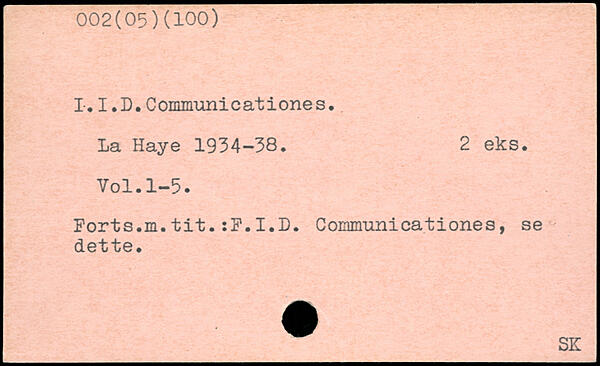 002(05)(100)
I.I.D.Communicationes.
La Haye 1934-38. 2 eks.
Vol.1-5.
Forts.m.tit.:F.I.D. Communicationes, se
dette.
SK